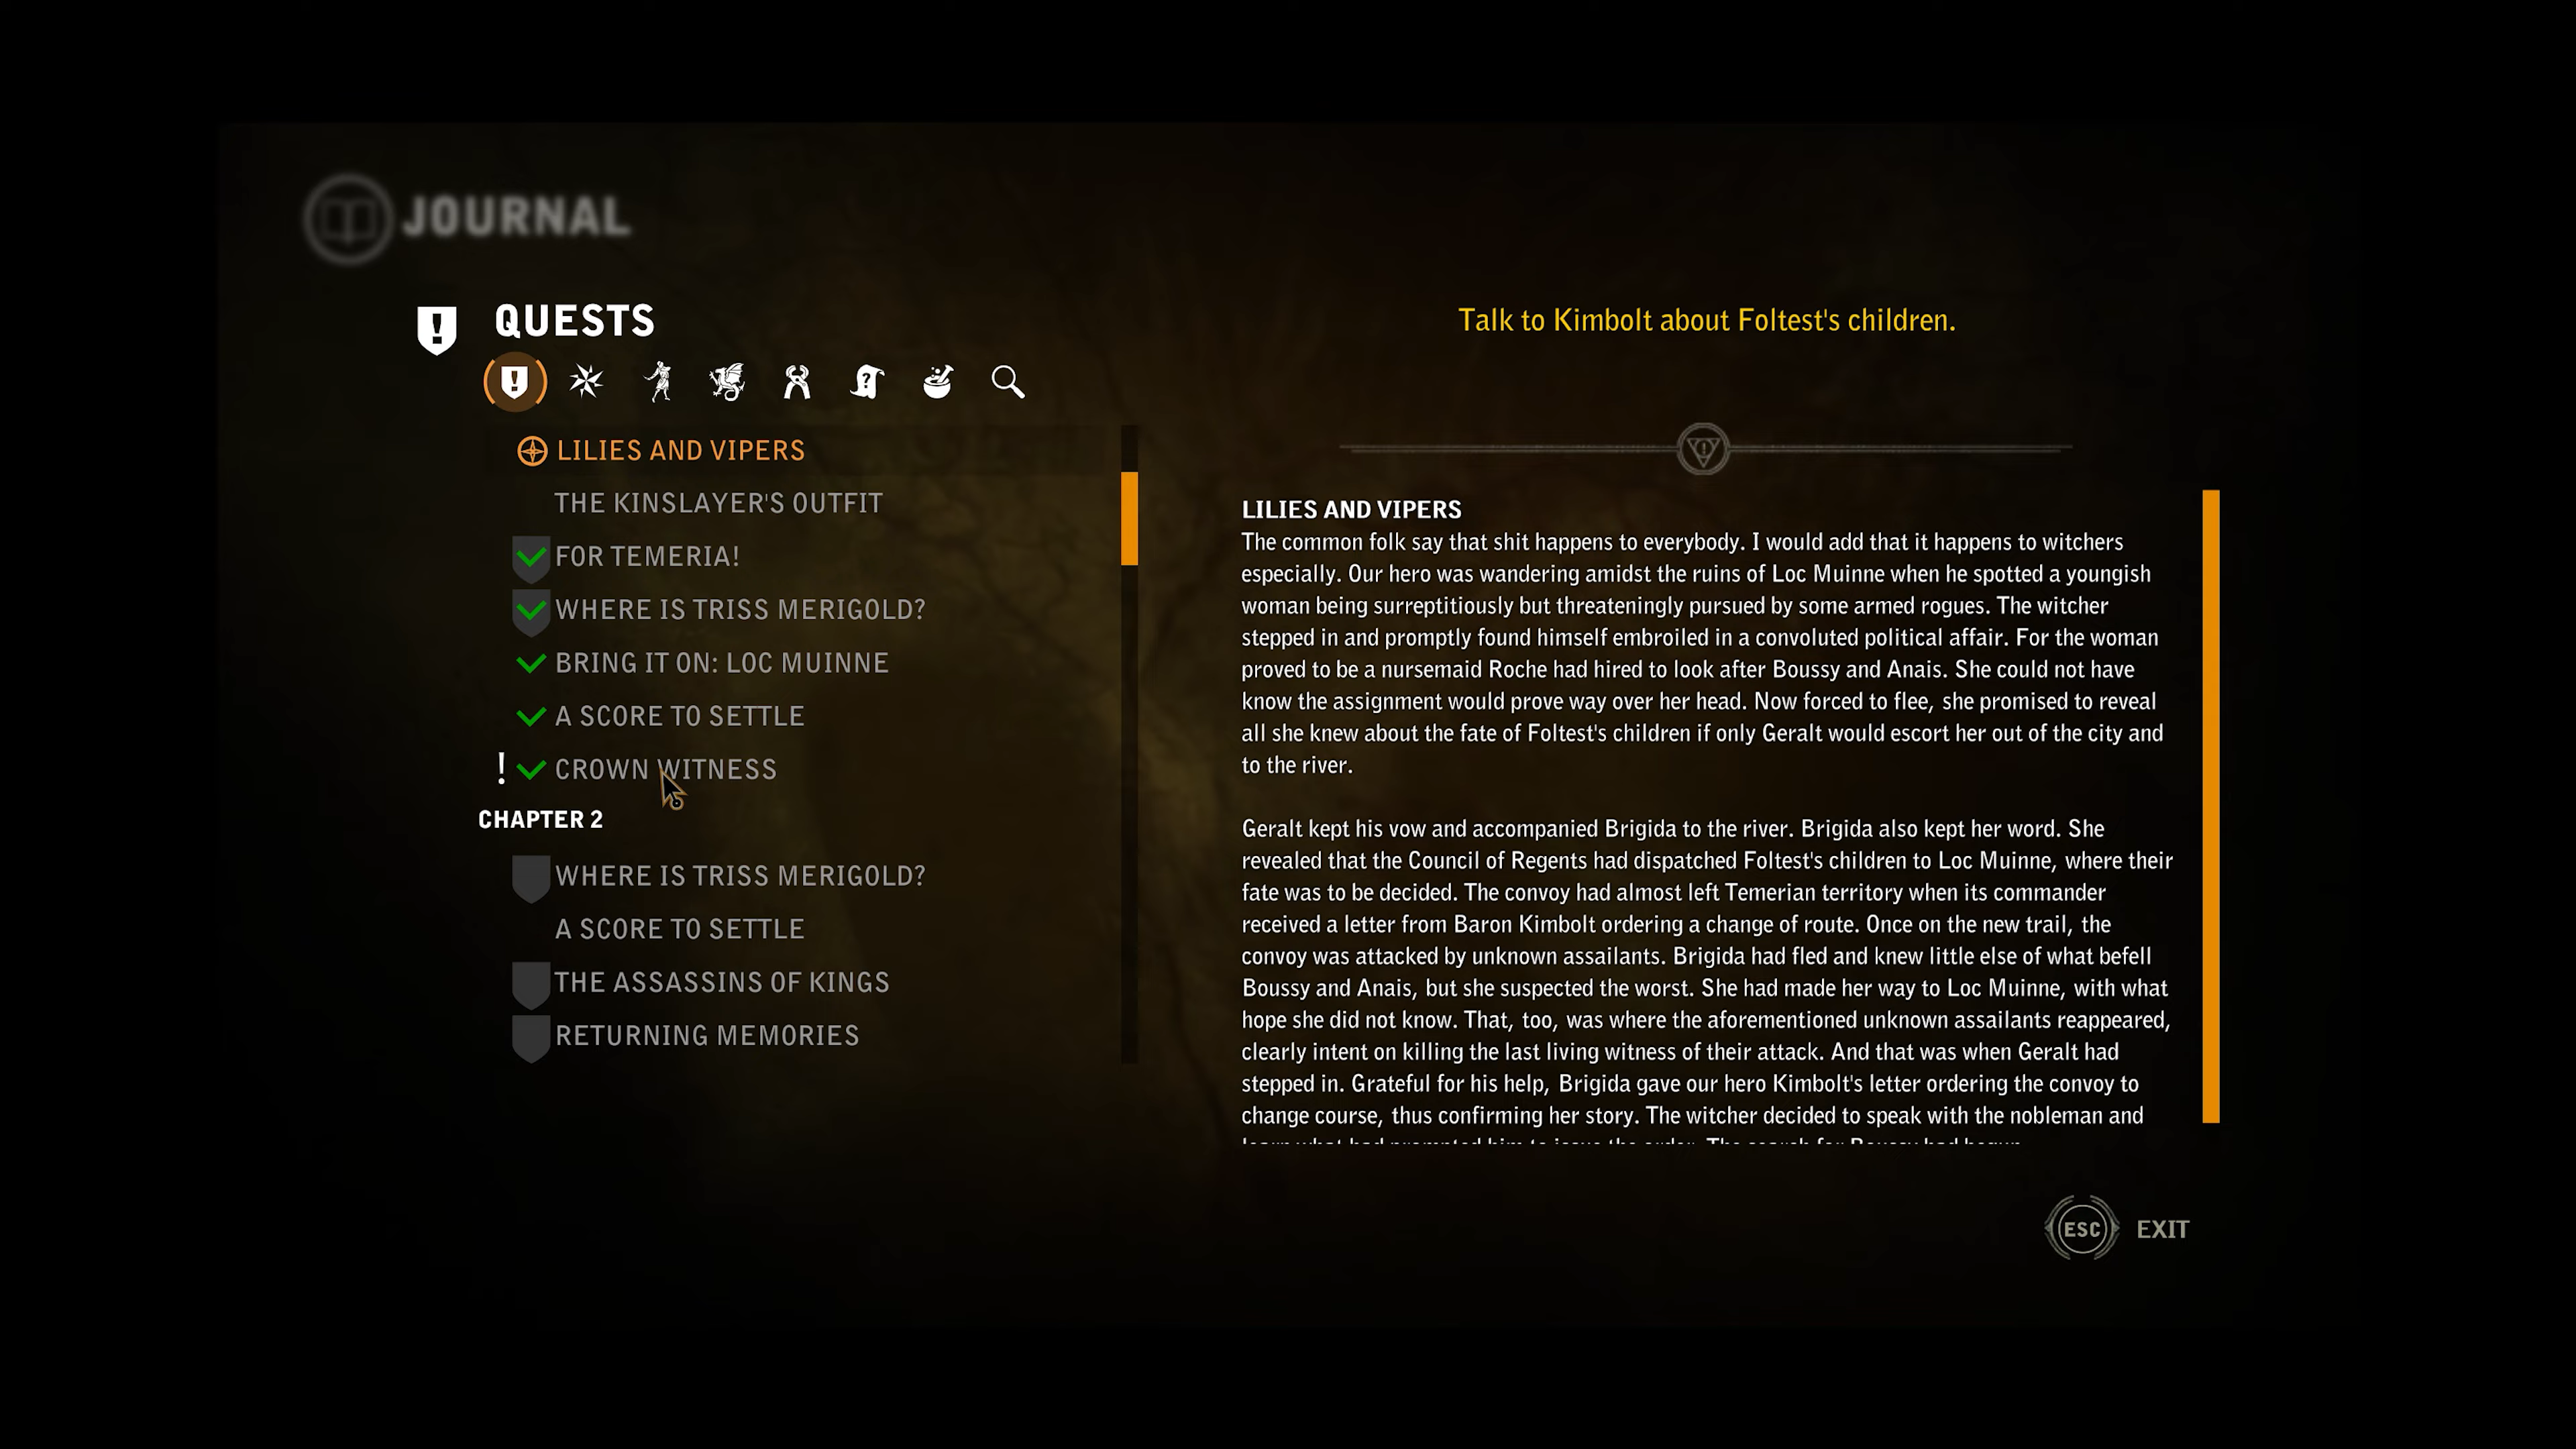 JOURNAL
QUESTS
LILIES AND VIPERS
THE KINSLAYER'S OUTFIT
FOR TEMERIA!
WHERE IS TRISS MERIGOLD?
BRING IT ON: LOC MUINNE
A SCORE TO SETTLE
! CROWN WITNESS
CHAPTER 2
WHERE IS TRISS MERIGOLD?
A SCORE TO SETTLE
THE ASSASSINS OF KINGS
RETURNING MEMORIES
Talk to Kimbolt about Foltest's children.
LILIES AND VIPERS
The common folk say that shit happens to everybody. I would add that it happens to witchers
especially. Our hero was wandering amidst the ruins of Loc Muinne when he spotted a youngish
woman being surreptitiously but threateningly pursued by some armed rogues. The witcher
stepped in and promptly found himself embroiled in a convoluted political affair. For the woman
proved to be a nursemaid Roche had hired to look after Boussy and Anais. She could not have
know the assignment would prove way over her head. Now forced to flee, she promised to reveal
all she knew about the fate of Foltest's children if only Geralt would escort her out of the city and
to the river.
Geralt kept his vow and accompanied Brigida to the river. Brigida also kept her word. She
revealed that the Council of Regents had dispatched Foltest's children to Loc Muinne, where their
fate was to be decided. The convoy had almost left Temerian territory when its commander
received a letter from Baron Kimbolt ordering a change of route. Once on the new trail, the
convoy was attacked by unknown assailants. Brigida had fled and knew little else of what befell
Boussy and Anais, but she suspected the worst. She had made her way to Loc Muinne, with what
hope she did not know. That, too, was where the aforementioned unknown assailants reappeared,
clearly intent on killing the last living witness of their attack. And that was when Geralt had
stepped in. Grateful for his help, Brigida gave our hero Kimbolt's letter ordering the convoy to
change course, thus confirming her story. The witcher decided to speak with the nobleman and
learn what had prompted him to issue the order. The search for Boussy had begun.
ESC EXIT